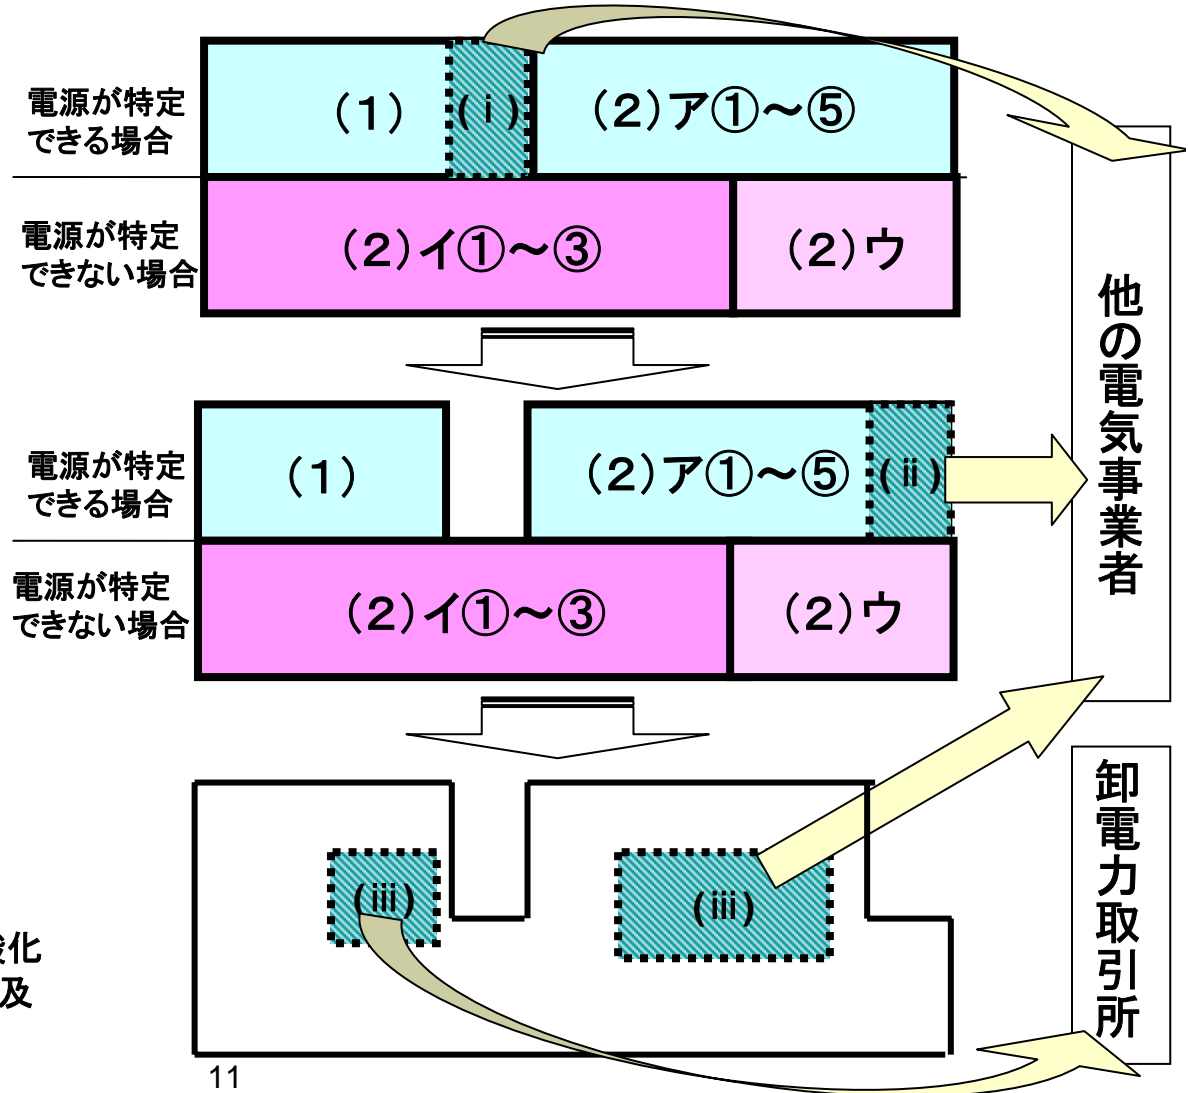 電源が特定
できる場合
(1)
(ⅰ)
(2)ア①～⑤
電源が特定
できない場合
(2)イ①～③
(2)ウ
他の電気事業者
電源が特定
できる場合
(1)
(2)ア①～⑤
(ⅱ)
電源が特定
できない場合
(2)イ①～③
(2)ウ
卸電力取引所
(ⅲ)
(ⅲ)
酸化
及
11